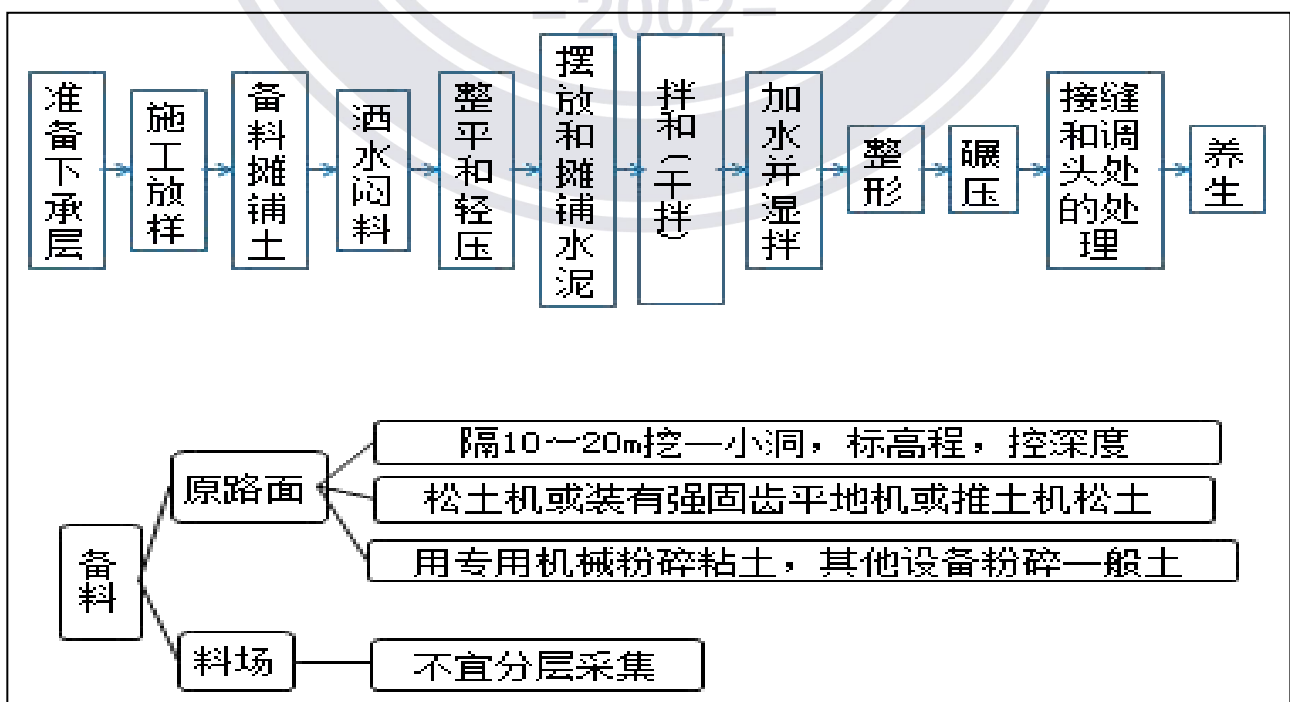 -2002-
准备下承层
施工放样
备料摊铺土
洒水闷料
整平和轻压
摆放和摊铺水泥
拌和（干拌）
加水并湿拌
整形
碾压
接缝和调头处的处理
养生
备料
原路面
隔10～20m挖一小洞，标高程，控深度
松土机或装有强固齿平地机或推土机松土
用专用机械粉碎粘土，其他设备粉碎一般土
料场
不宜分层采集